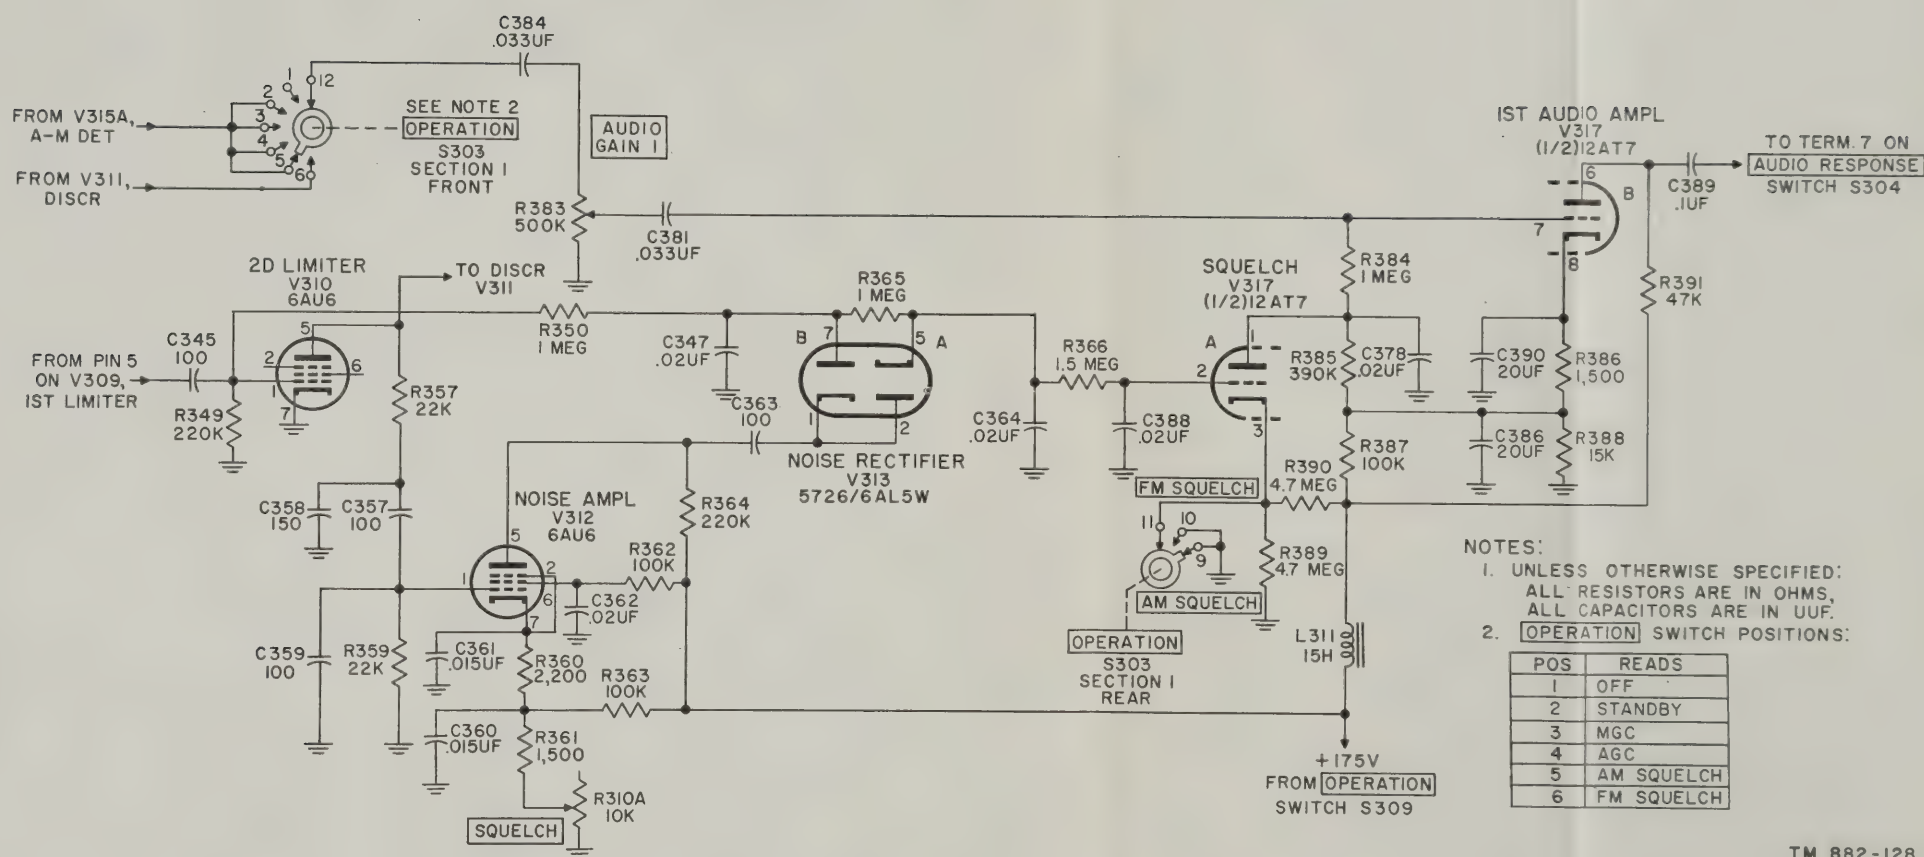 C384
.033UF
1
12
2
3
4
5
6
FROM V315A,
A-M DET
FROM V311,
DISCR
SEE NOTE 2
OPERATION
S303
SECTION 1
FRONT
AUDIO
GAIN 1
R383
500K
C381
.033UF
1ST AUDIO AMPL
V317
(1/2)12AT7
6
B
7
8
C389
.1UF
TO TERM. 7 ON
AUDIO RESPONSE
SWITCH S304
R391
47K
2D LIMITER
V310
6AU6
5
2
6
1
7
TO DISCR
V311
C345
100
FROM PIN 5
ON V309,
1ST LIMITER
R349
220K
R357
22K
R350
1 MEG
C347
.02UF
R365
1 MEG
B
7
5
A
1
2
C363
100
NOISE RECTIFIER
V313
5726/6AL5W
R366
1.5 MEG
C364
.02UF
C388
.02UF
SQUELCH
V317
(1/2)12AT7
A
1
2
3
R384
1 MEG
R385
390K
C378
.02UF
C390
20UF
R386
1,500
R387
100K
C386
20UF
R388
15K
R390
4.7 MEG
FM SQUELCH
11
10
9
AM SQUELCH
R389
4.7 MEG
OPERATION
S303
SECTION 1
REAR
L311
15H
+175V
FROM OPERATION
SWITCH S309
C358
150
C357
100
NOISE AMPL
V312
6AU6
5
1
2
6
7
R364
220K
R362
100K
C362
.02UF
C359
100
R359
22K
C361
.015UF
R360
2,200
R363
100K
C360
.015UF
R361
1,500
R310A
10K
SQUELCH
NOTES:
1. UNLESS OTHERWISE SPECIFIED:
ALL RESISTORS ARE IN OHMS,
ALL CAPACITORS ARE IN UUF.
2. OPERATION SWITCH POSITIONS:
POS READS
1 OFF
2 STANDBY
3 MGC
4 AGC
5 AM SQUELCH
6 FM SQUELCH
TM 882-128